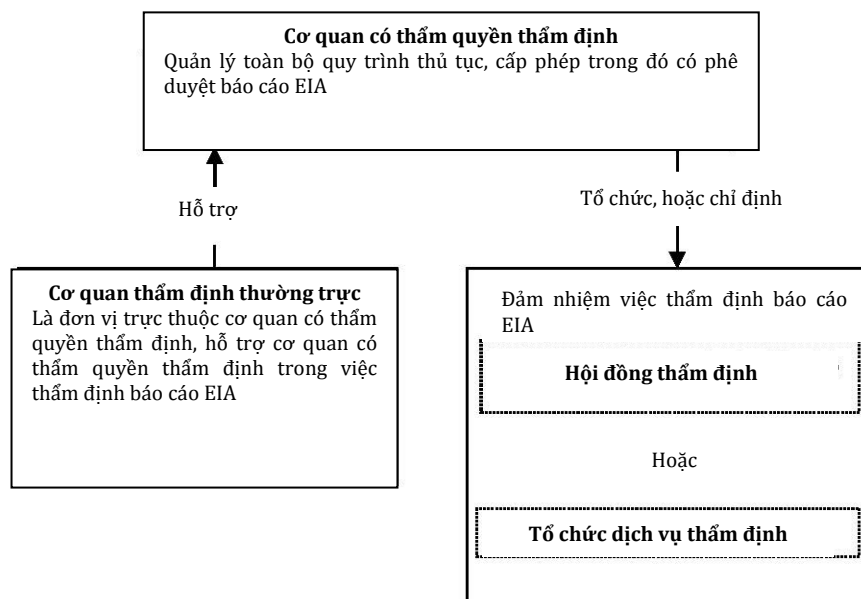 Cơ quan có thẩm quyền thẩm định
Quản lý toàn bộ quy trình thủ tục, cấp phép trong đó có phê
duyệt báo cáo EIA
Hỗ trợ
Tổ chức, hoặc chỉ định
Cơ quan thẩm định thường trực
Là đơn vị trực thuộc cơ quan có thẩm
quyền thẩm định, hỗ trợ cơ quan có
thẩm quyền thẩm định trong việc
thẩm định báo cáo EIA
Đảm nhiệm việc thẩm định báo cáo
EIA
Hội đồng thẩm định
Hoặc
Tổ chức dịch vụ thẩm định